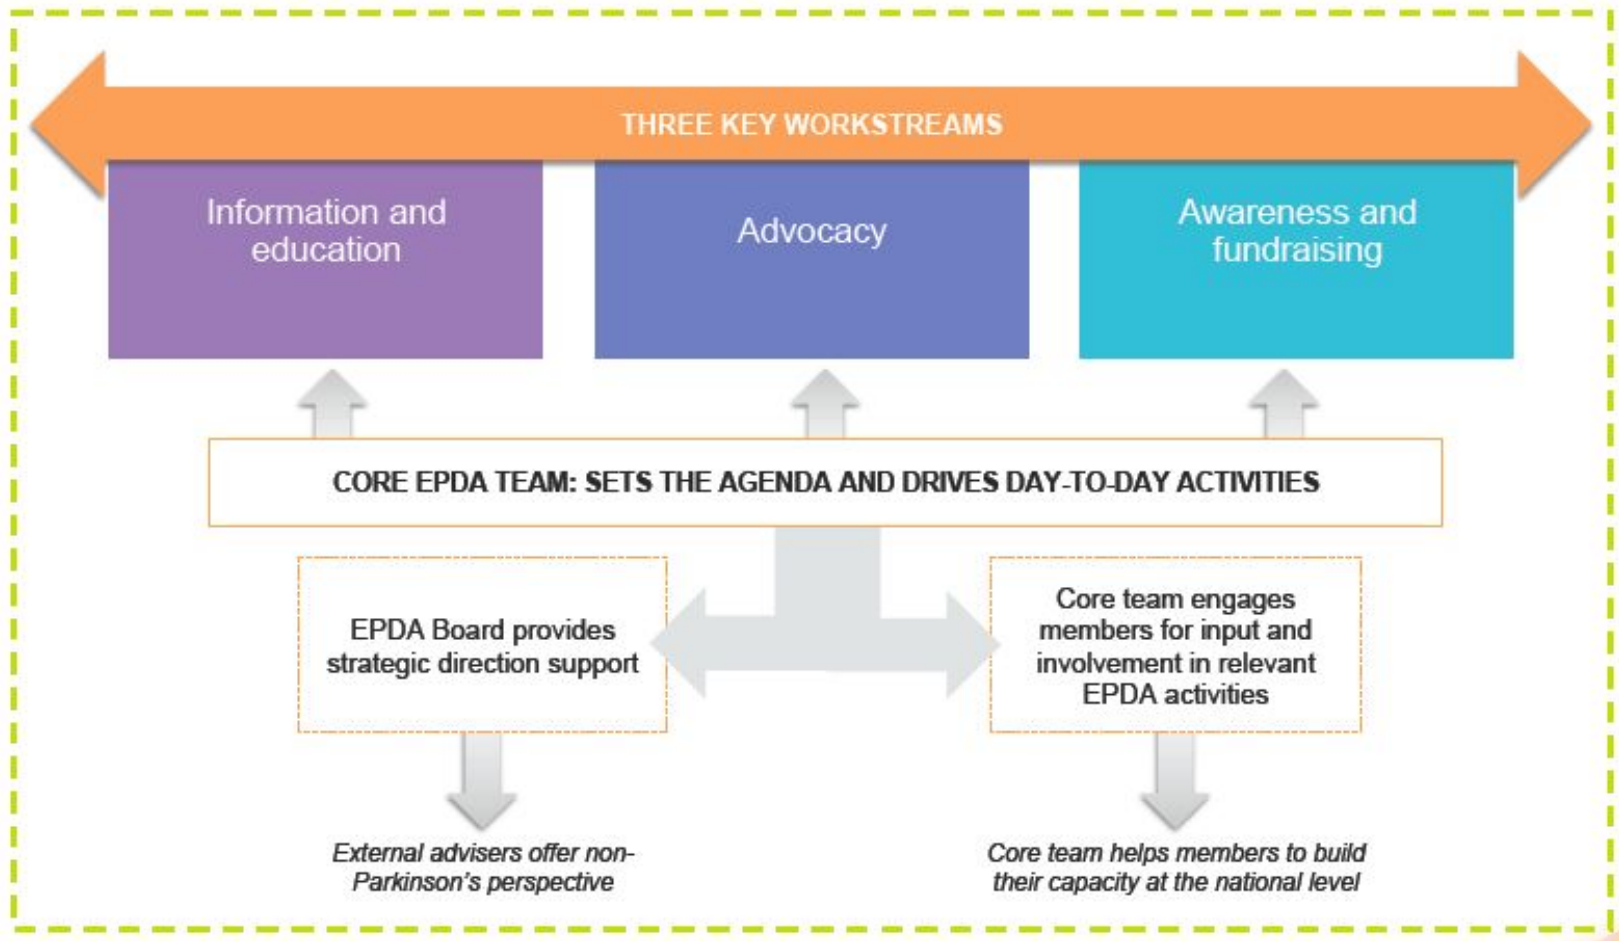 THREE KEY WORKSTREAMS
Information and
education
Advocacy
Awareness and
fundraising
CORE EPDA TEAM: SETS THE AGENDA AND DRIVES DAY-TO-DAY ACTIVITIES
EPDA Board provides
strategic direction support
Core team engages
members for input and
involvement in relevant
EPDA activities
External advisers offer non-
Parkinson's perspective
Core team helps members to build
their capacity at the national level